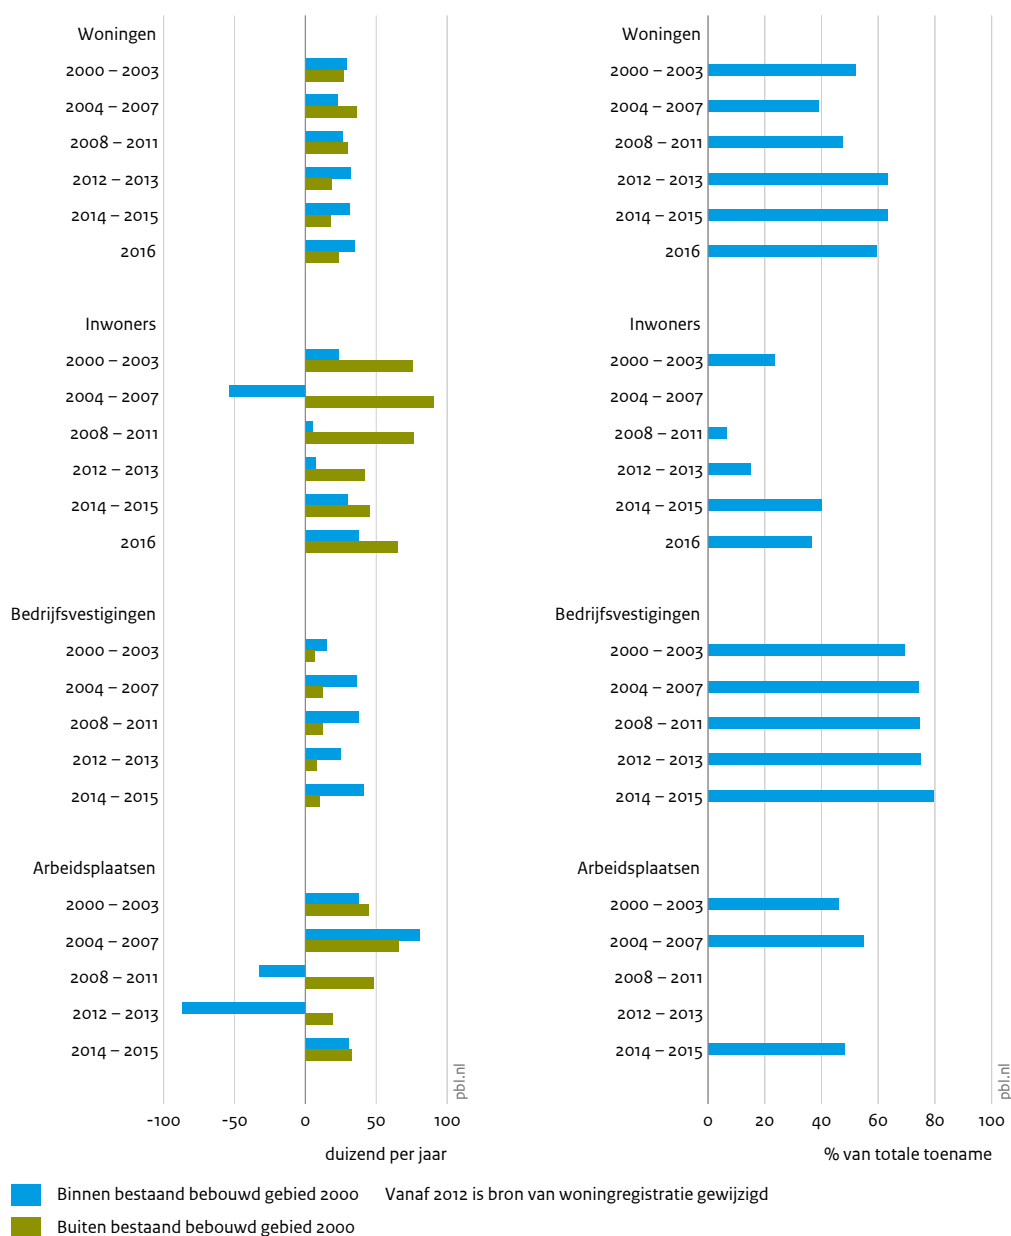 Woningen
2000 – 2003
2004 – 2007
2008 – 2011
2012 – 2013
2014 – 2015
2016
Inwoners
2000 – 2003
2004 – 2007
2008 – 2011
2012 – 2013
2014 – 2015
2016
Bedrijfsvestigingen
2000 – 2003
2004 – 2007
2008 – 2011
2012 – 2013
2014 – 2015
Arbeidsplaatsen
2000 – 2003
2004 – 2007
2008 – 2011
2012 – 2013
2014 – 2015
-100 -50 0 50 100
duizend per jaar
pbl.nl
Woningen
2000 – 2003
2004 – 2007
2008 – 2011
2012 – 2013
2014 – 2015
2016
Inwoners
2000 – 2003
2004 – 2007
2008 – 2011
2012 – 2013
2014 – 2015
2016
Bedrijfsvestigingen
2000 – 2003
2004 – 2007
2008 – 2011
2012 – 2013
2014 – 2015
Arbeidsplaatsen
2000 – 2003
2004 – 2007
2008 – 2011
2012 – 2013
2014 – 2015
0 20 40 60 80 100
% van totale toename
pbl.nl
Binnen bestaand bebouwd gebied 2000
Vanaf 2012 is bron van woningregistratie gewijzigd
Buiten bestaand bebouwd gebied 2000